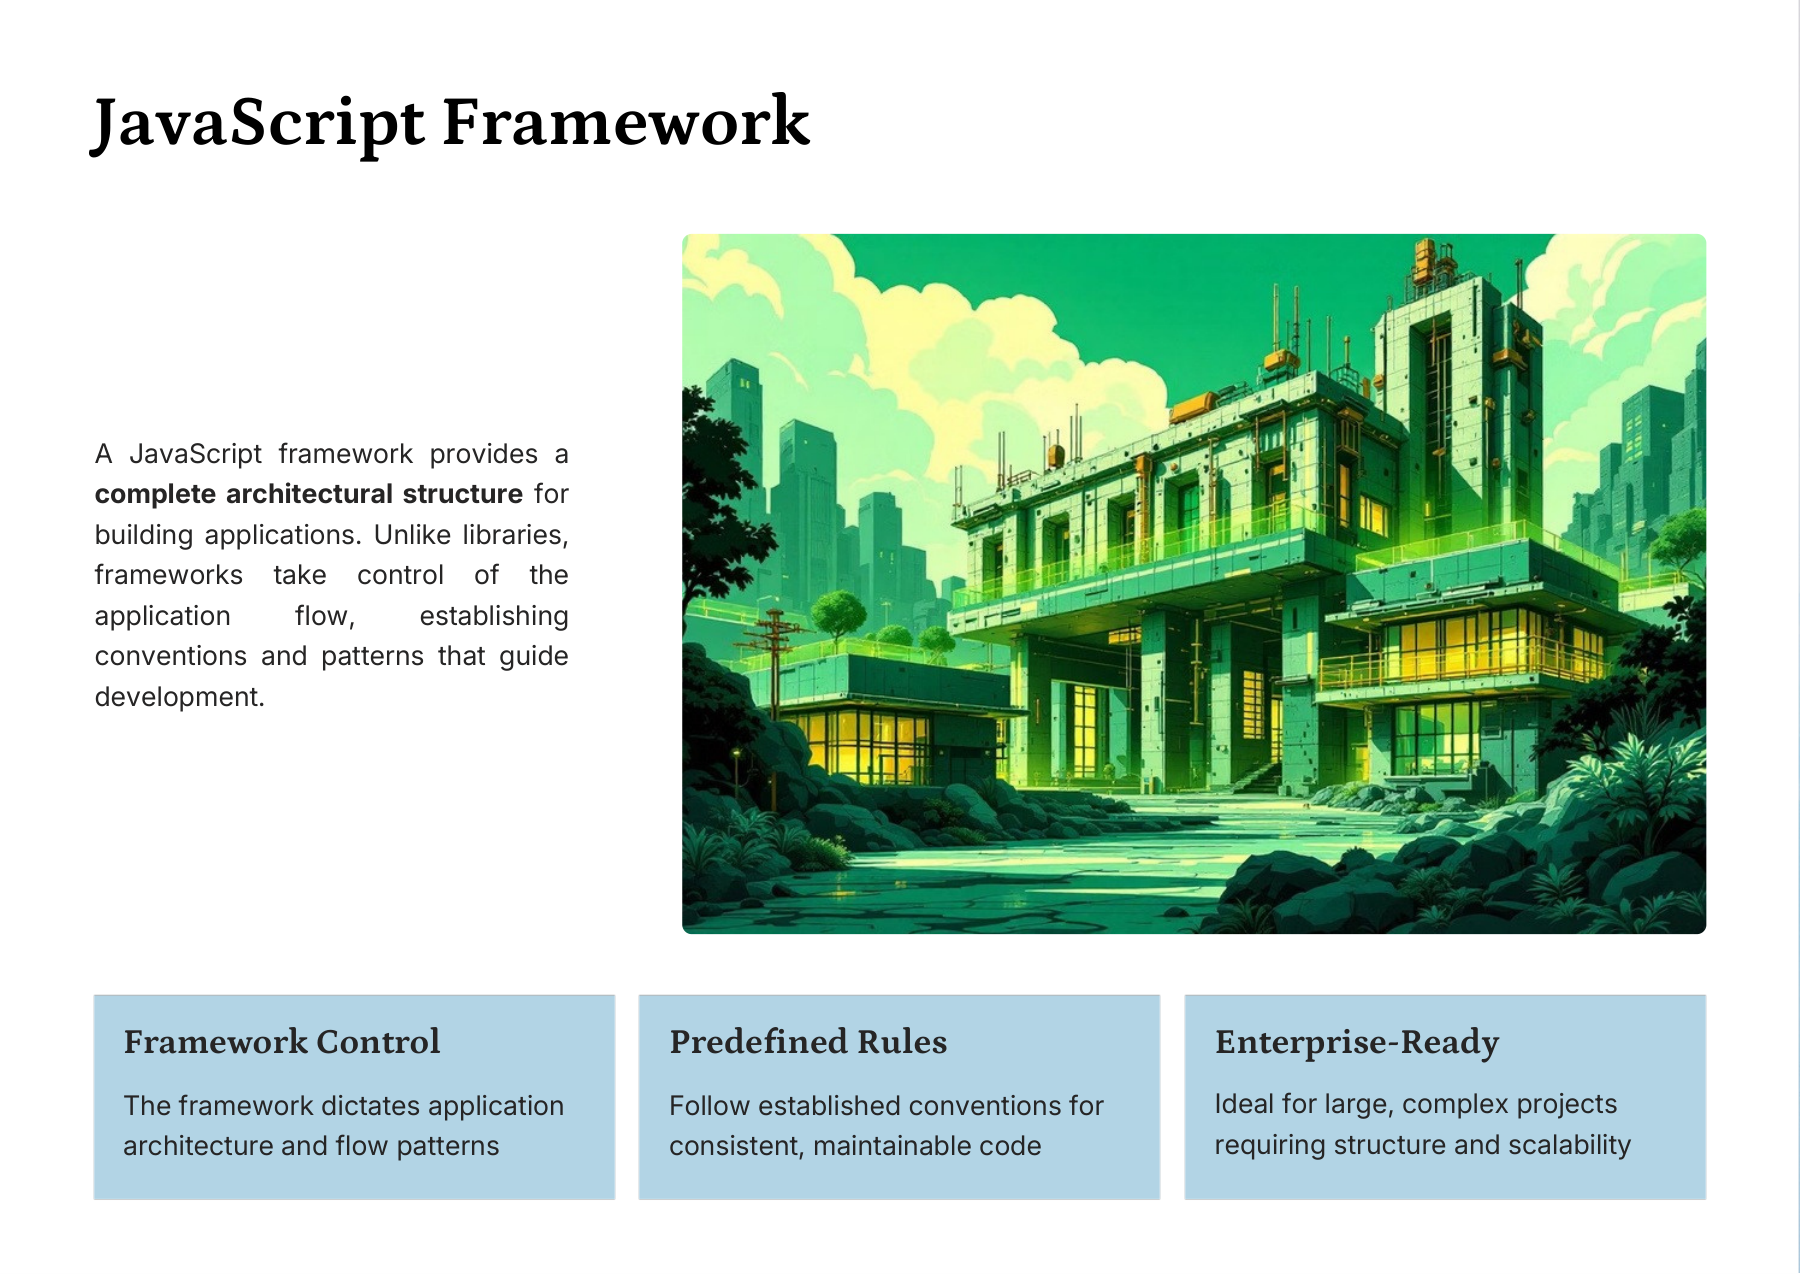 JavaScript Framework
A JavaScript framework provides a
complete architectural structure for
building applications. Unlike libraries,
frameworks take control of the
application flow, establishing
conventions and patterns that guide
development.
Framework Control
The framework dictates application
architecture and flow patterns
Predefined Rules
Follow established conventions for
consistent, maintainable code
Enterprise-Ready
Ideal for large, complex projects
requiring structure and scalability